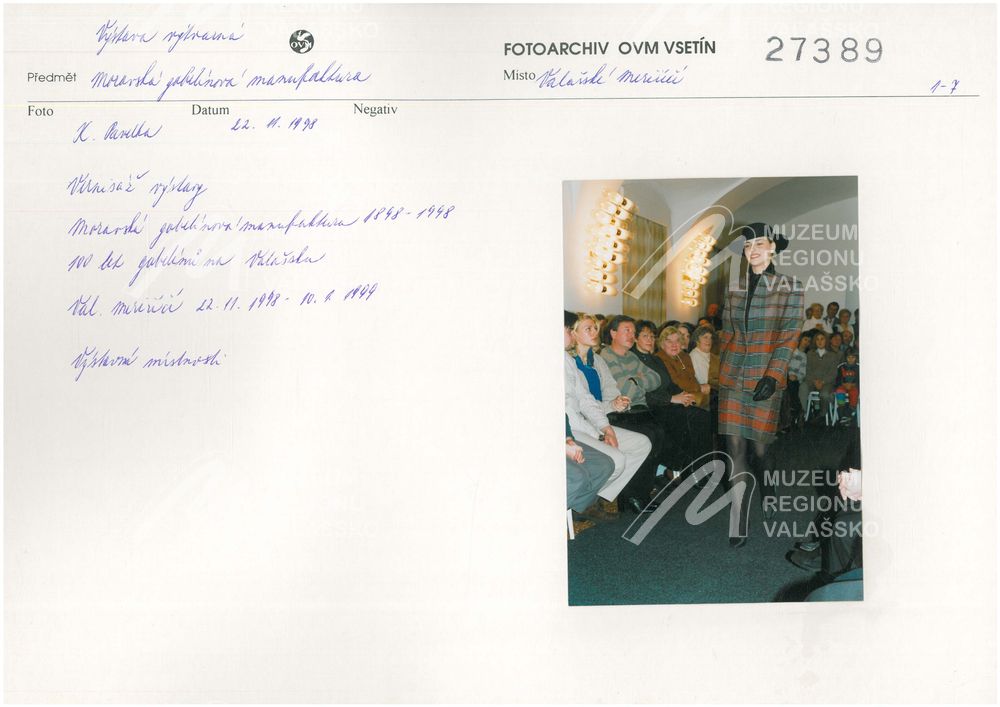 Výstava výtvarná
OVM
FOTOARCHIV OVM VSETÍN
27389
Předmět Moravská gobelínová manufaktura
Místo Valašské Meziříčí
1-7
Foto Datum Negativ
K. Pavelka 22. 11. 1998
Vernisáž výstavy
Moravská gobelínová manufaktura 1898-1998
100 let gobelínů na Valašsku
Val. Meziříčí 22. 11. 1998 - 10. 1. 1999
Výstavní místnosti
MUZEUM
REGIONU
VALAŠSKO
MUZEUM
REGIONU
VALAŠSKO